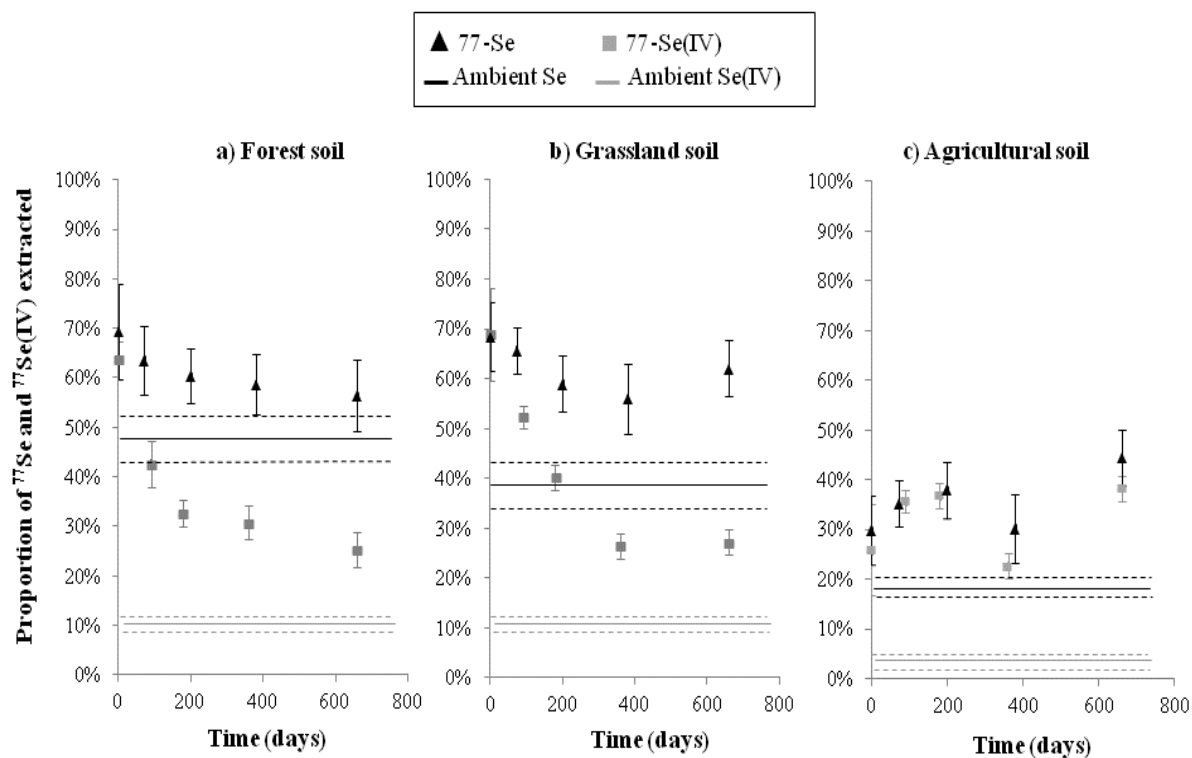 77-Se
77-Se(IV)
Ambient Se
Ambient Se(IV)
Proportion of ⁷⁷Se and ⁷⁷Se(IV) extracted
a) Forest soil
100%
90%
80%
70%
60%
50%
40%
30%
20%
10%
0%
0 200 400 600 800
Time (days)
b) Grassland soil
100%
90%
80%
70%
60%
50%
40%
30%
20%
10%
0%
0 200 400 600 800
Time (days)
c) Agricultural soil
100%
90%
80%
70%
60%
50%
40%
30%
20%
10%
0%
0 200 400 600 800
Time (days)